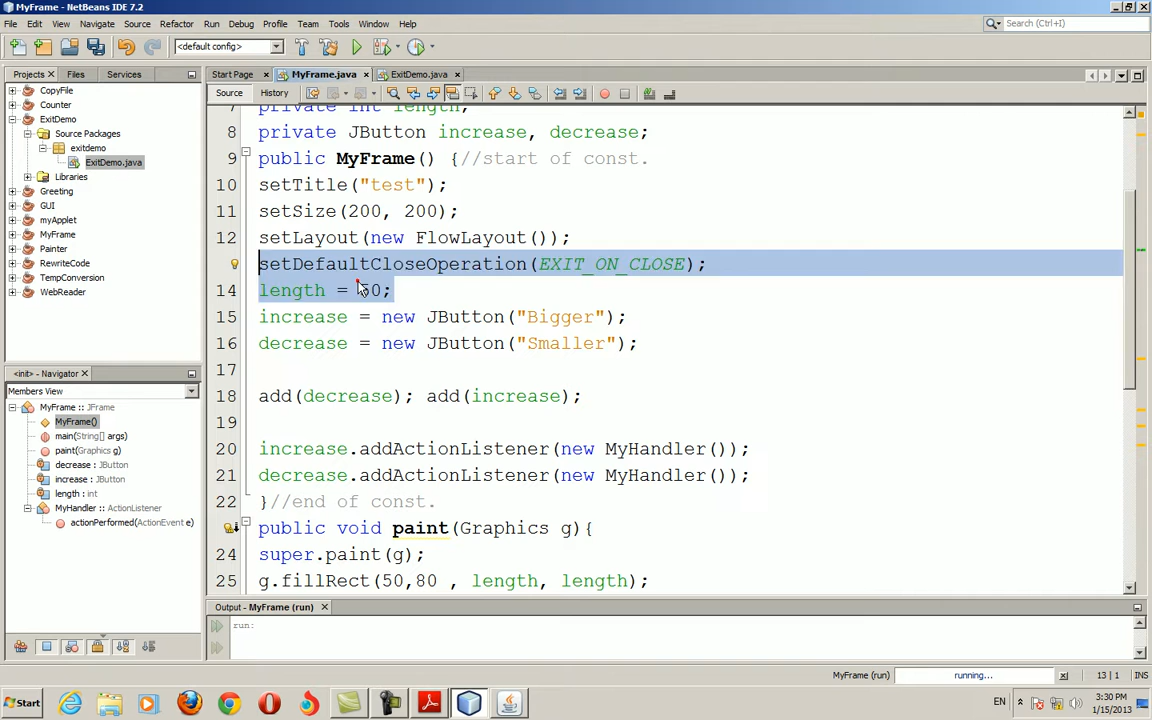 MyFrame - NetBeans IDE 7.2
File Edit View Navigate Source Refactor Run Debug Profile Team Tools Window Help
Search (Ctrl+I)
<default config>
Projects Files Services
Start Page MyFrame.java ExitDemo.java
Source History
CopyFile
Counter
ExitDemo
Source Packages
exitdemo
ExitDemo.java
Libraries
Greeting
GUI
myApplet
MyFrame
Painter
RewriteCode
TempConversion
WebReader
<init> - Navigator
Members View
MyFrame :: JFrame
MyFrame()
main(String[] args)
paint(Graphics g)
decrease : JButton
increase : JButton
length : int
MyHandler :: ActionListener
actionPerformed(ActionEvent e)
7 private int length;
8 private JButton increase, decrease;
9 public MyFrame() {//start of const.
10 setTitle("test");
11 setSize(200, 200);
12 setLayout(new FlowLayout());
setDefaultCloseOperation(EXIT_ON_CLOSE);
14 length = 50;
15 increase = new JButton("Bigger");
16 decrease = new JButton("Smaller");
17
18 add(decrease); add(increase);
19
20 increase.addActionListener(new MyHandler());
21 decrease.addActionListener(new MyHandler());
22 }//end of const.
public void paint(Graphics g){
24 super.paint(g);
25 g.fillRect(50,80 , length, length);
Output - MyFrame (run)
run:
MyFrame (run) running... 13 | 1 INS
Start
EN
3:30 PM
1/15/2013